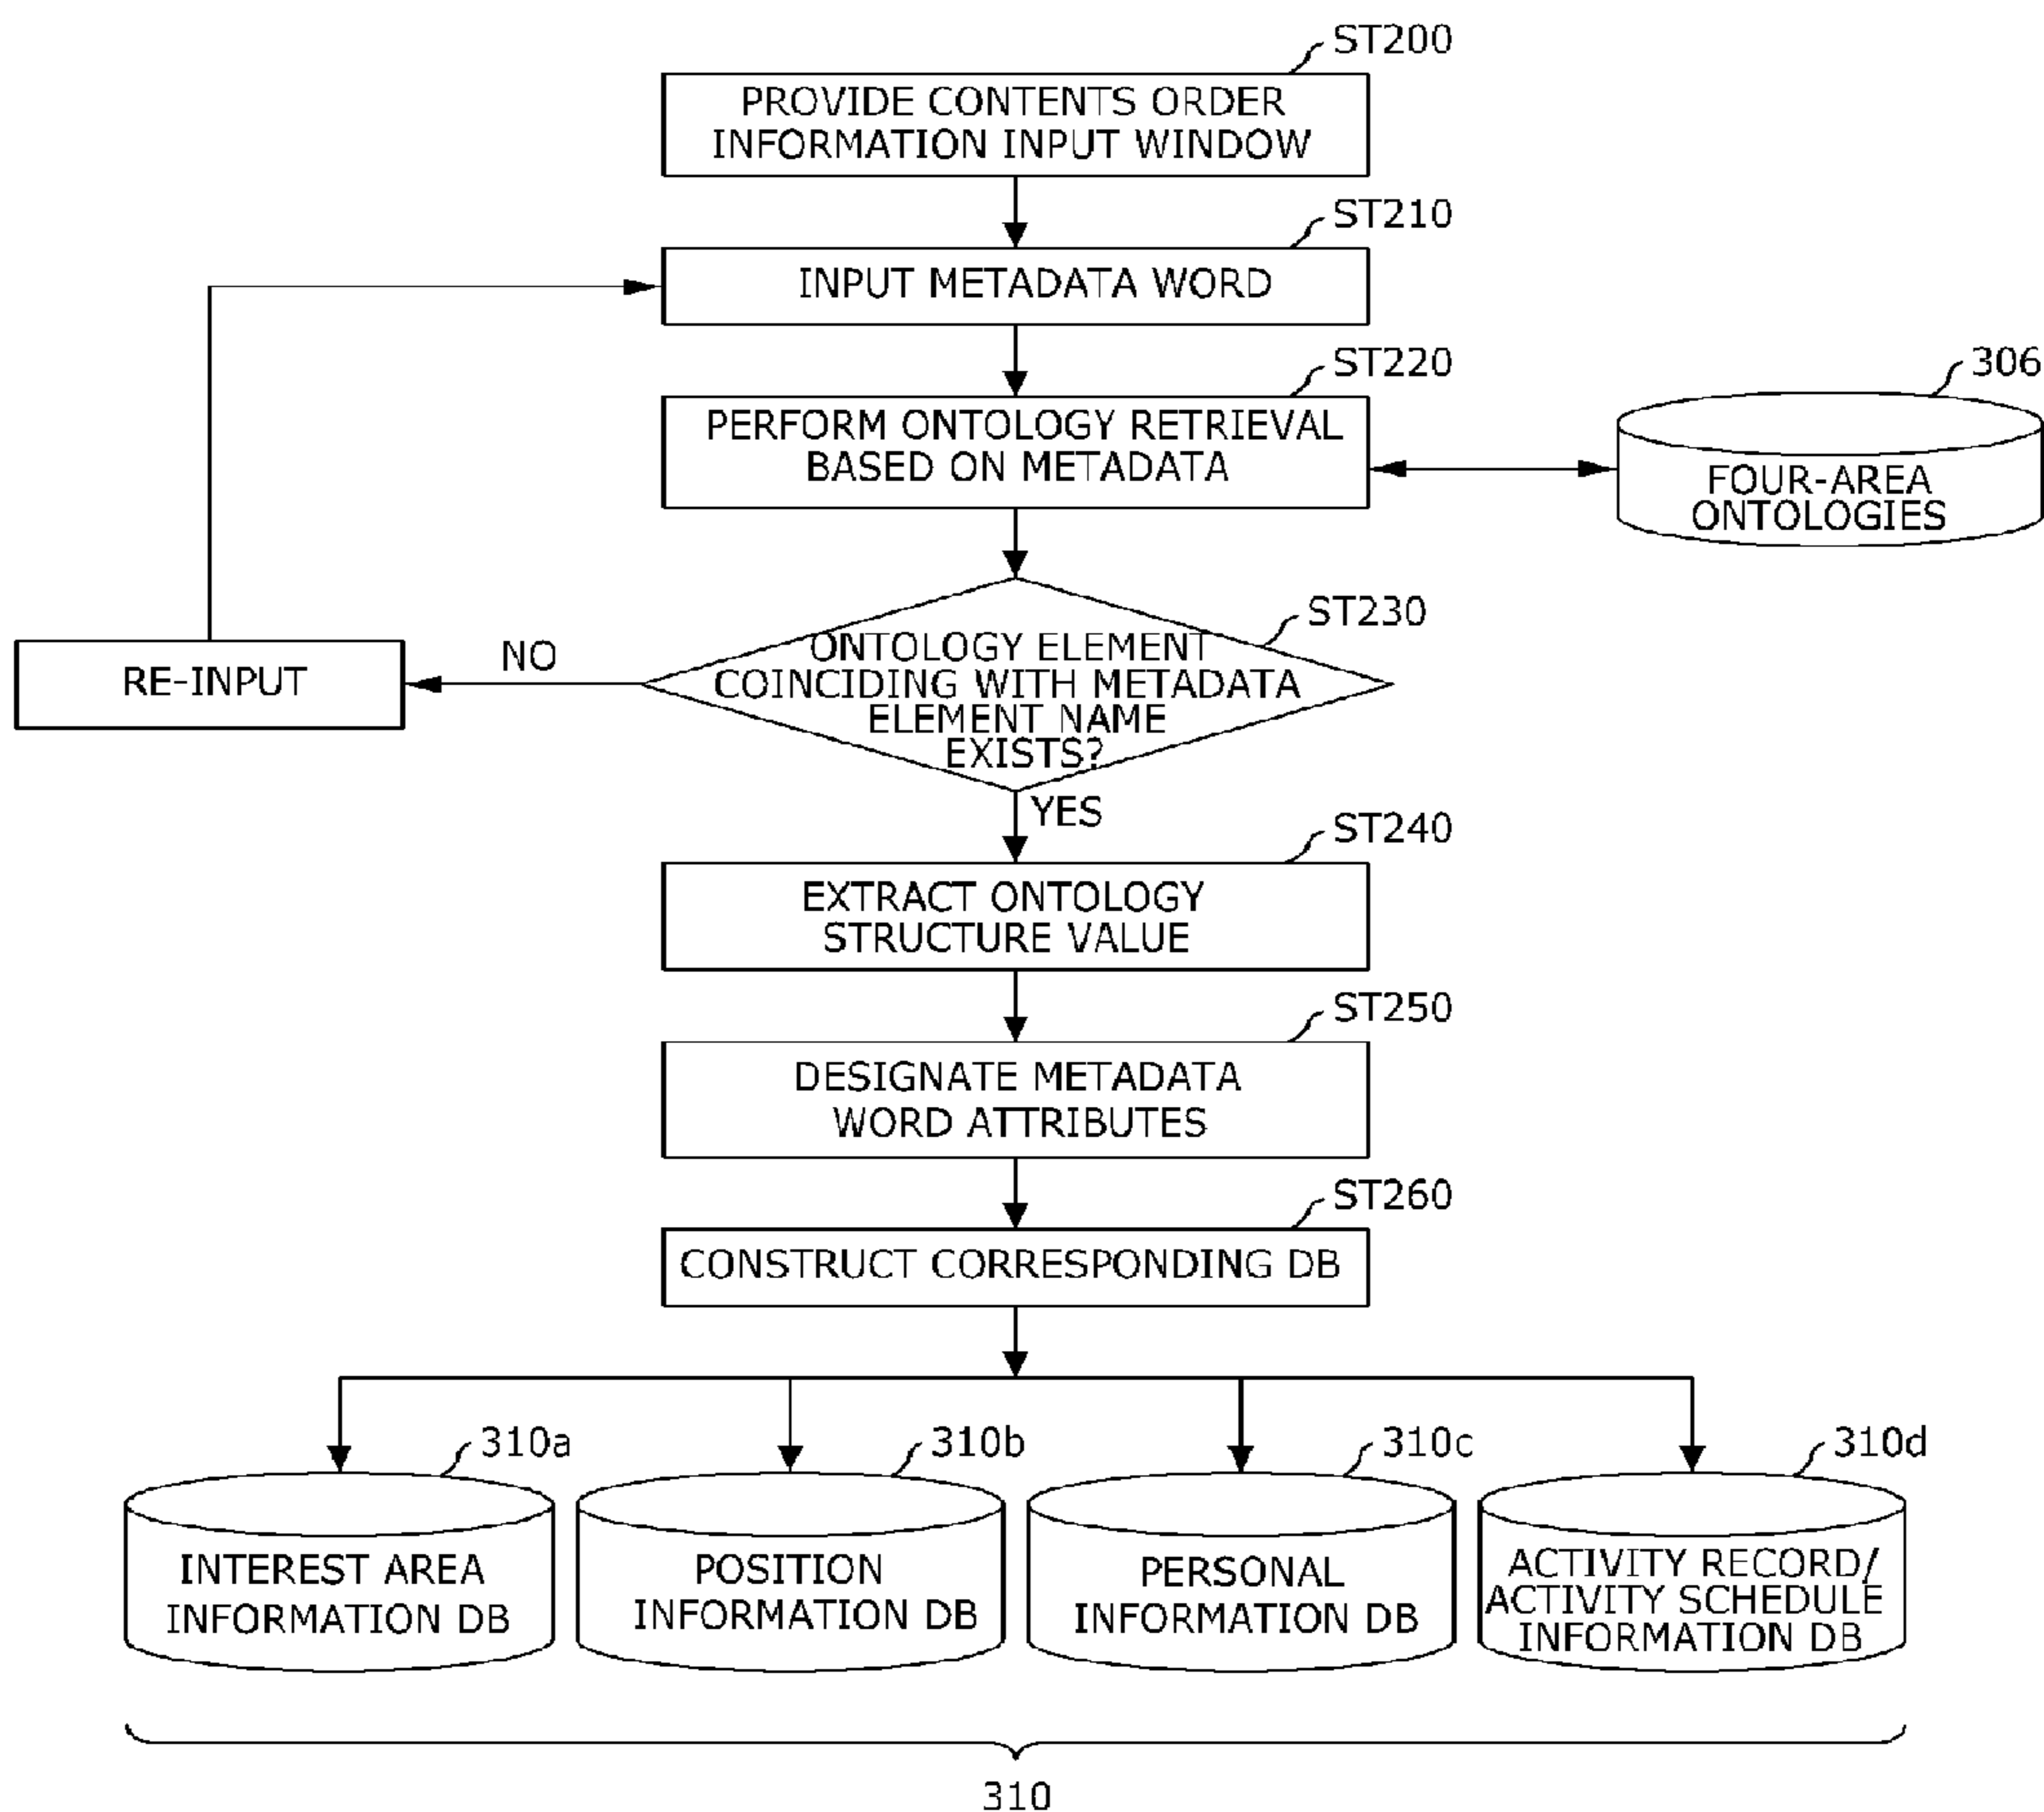 ST200
PROVIDE CONTENTS ORDER
INFORMATION INPUT WINDOW
ST210
INPUT METADATA WORD
ST220
PERFORM ONTOLOGY RETRIEVAL
BASED ON METADATA
306
FOUR-AREA
ONTOLOGIES
ST230
ONTOLOGY ELEMENT
COINCIDING WITH METADATA
ELEMENT NAME
EXISTS?
NO
RE-INPUT
YES
ST240
EXTRACT ONTOLOGY
STRUCTURE VALUE
ST250
DESIGNATE METADATA
WORD ATTRIBUTES
ST260
CONSTRUCT CORRESPONDING DB
310a
INTEREST AREA
INFORMATION DB
310b
POSITION
INFORMATION DB
310c
PERSONAL
INFORMATION DB
310d
ACTIVITY RECORD/
ACTIVITY SCHEDULE
INFORMATION DB
310